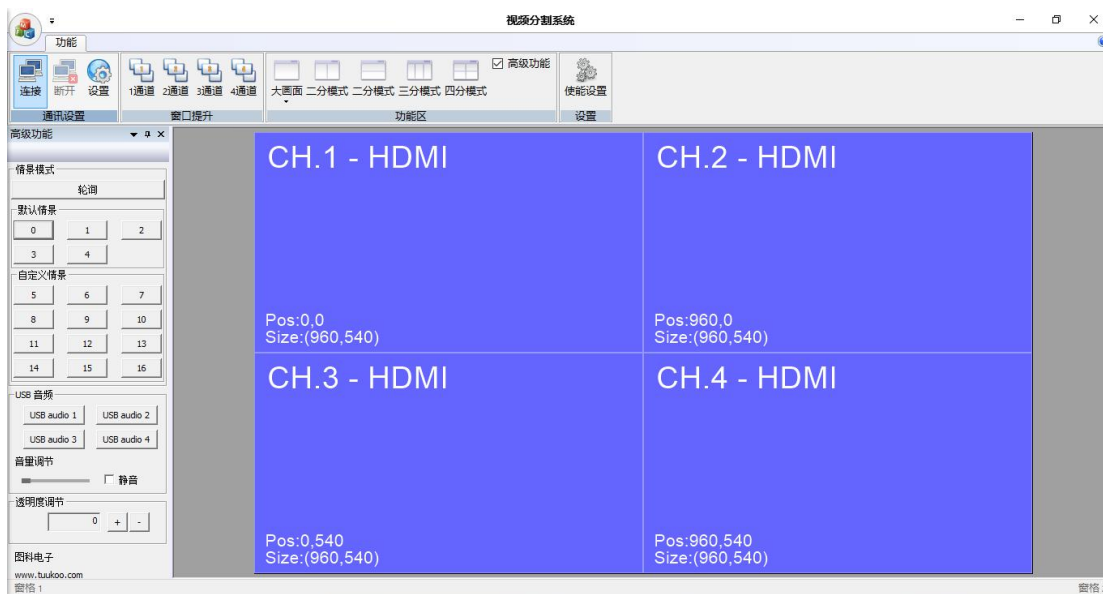 视频分割系统
功能
连接 断开 设置 1通道 2通道 3通道 4通道 大画面 二分模式 二分模式 三分模式 四分模式 高级功能 使能设置
通讯设置 窗口提升 功能区 设置
高级功能
情景模式
轮询
默认情景
0 1 2
3 4
自定义情景
5 6 7
8 9 10
11 12 13
14 15 16
USB 音频
USB audio 1 USB audio 2
USB audio 3 USB audio 4
音量调节
静音
透明度调节
0 + -
图科电子
www.tuukoo.com
CH.1 - HDMI
Pos:0,0
Size:(960,540)
CH.2 - HDMI
Pos:960,0
Size:(960,540)
CH.3 - HDMI
Pos:0,540
Size:(960,540)
CH.4 - HDMI
Pos:960,540
Size:(960,540)
窗格 1 窗格